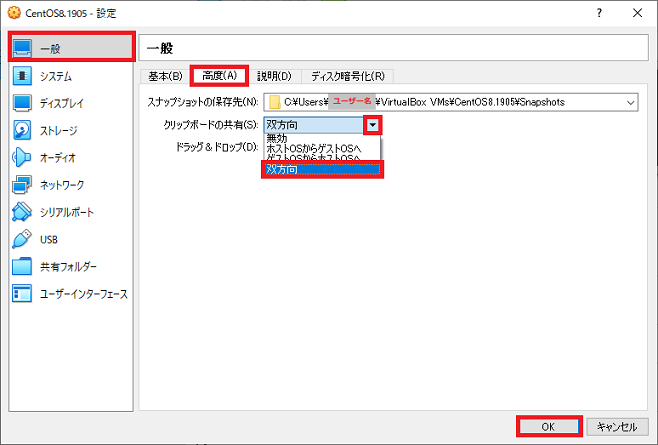 CentOS8.1905 - 設定
一般
システム
ディスプレイ
ストレージ
オーディオ
ネットワーク
シリアルポート
USB
共有フォルダー
ユーザーインターフェース
一般
基本(B) 高度(A) 説明(D) ディスク暗号化(R)
スナップショットの保存先(N): C:¥Users¥ユーザー名¥VirtualBox VMs¥CentOS8.1905¥Snapshots
クリップボードの共有(S): 双方向
無効
ホストOSからゲストOSへ
ゲストOSからホストOSへ
双方向
ドラッグ＆ドロップ(D):
OK キャンセル